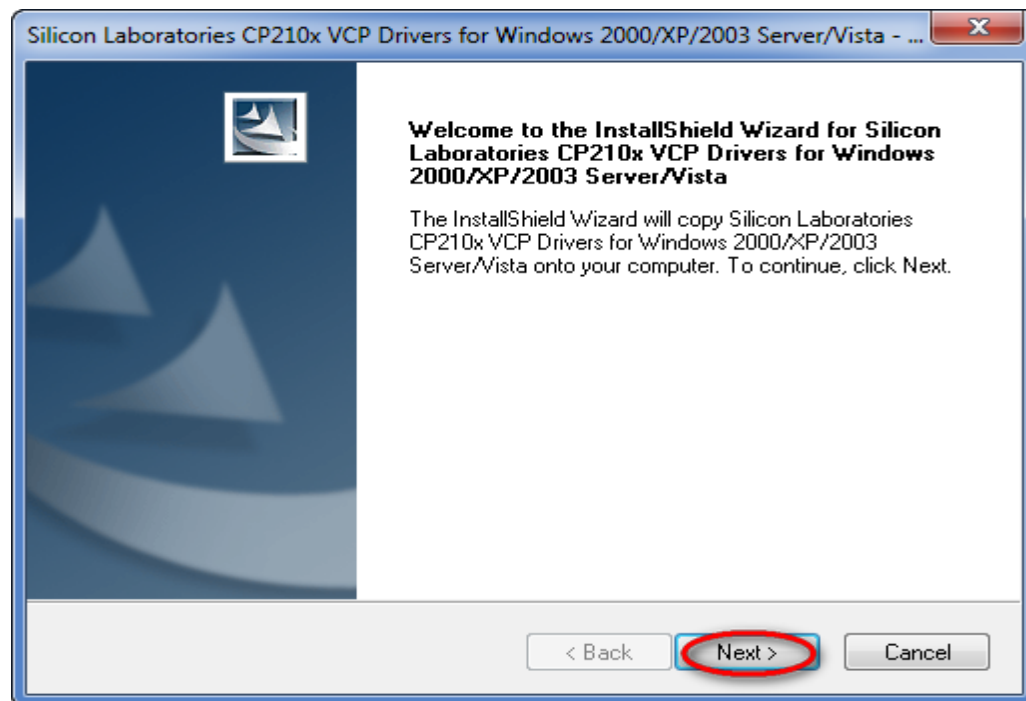 Silicon Laboratories CP210x VCP Drivers for Windows 2000/XP/2003 Server/Vista - ...
Welcome to the InstallShield Wizard for Silicon
Laboratories CP210x VCP Drivers for Windows
2000/XP/2003 Server/Vista
The InstallShield Wizard will copy Silicon Laboratories
CP210x VCP Drivers for Windows 2000/XP/2003
Server/Vista onto your computer. To continue, click Next.
< Back Next > Cancel